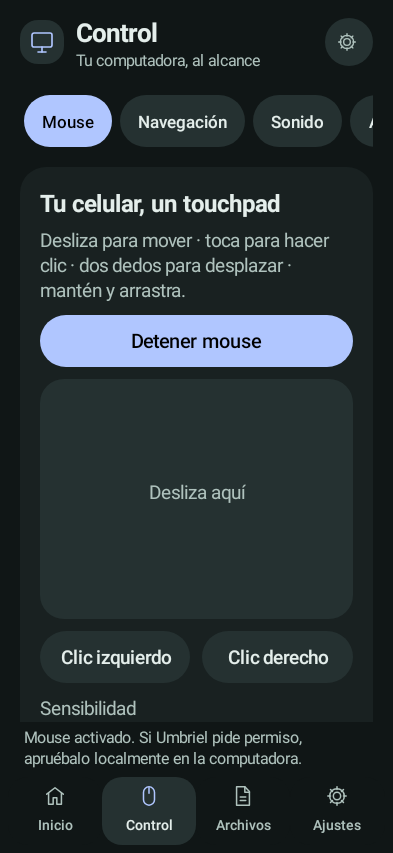 Control
Tu computadora, al alcance
Mouse
Navegación
Sonido
Tu celular, un touchpad
Desliza para mover · toca para hacer
clic · dos dedos para desplazar ·
mantén y arrastra.
Detener mouse
Desliza aquí
Clic izquierdo
Clic derecho
Sensibilidad
Mouse activado. Si Umbriel pide permiso,
apruébalo localmente en la computadora.
Inicio
Control
Archivos
Ajustes